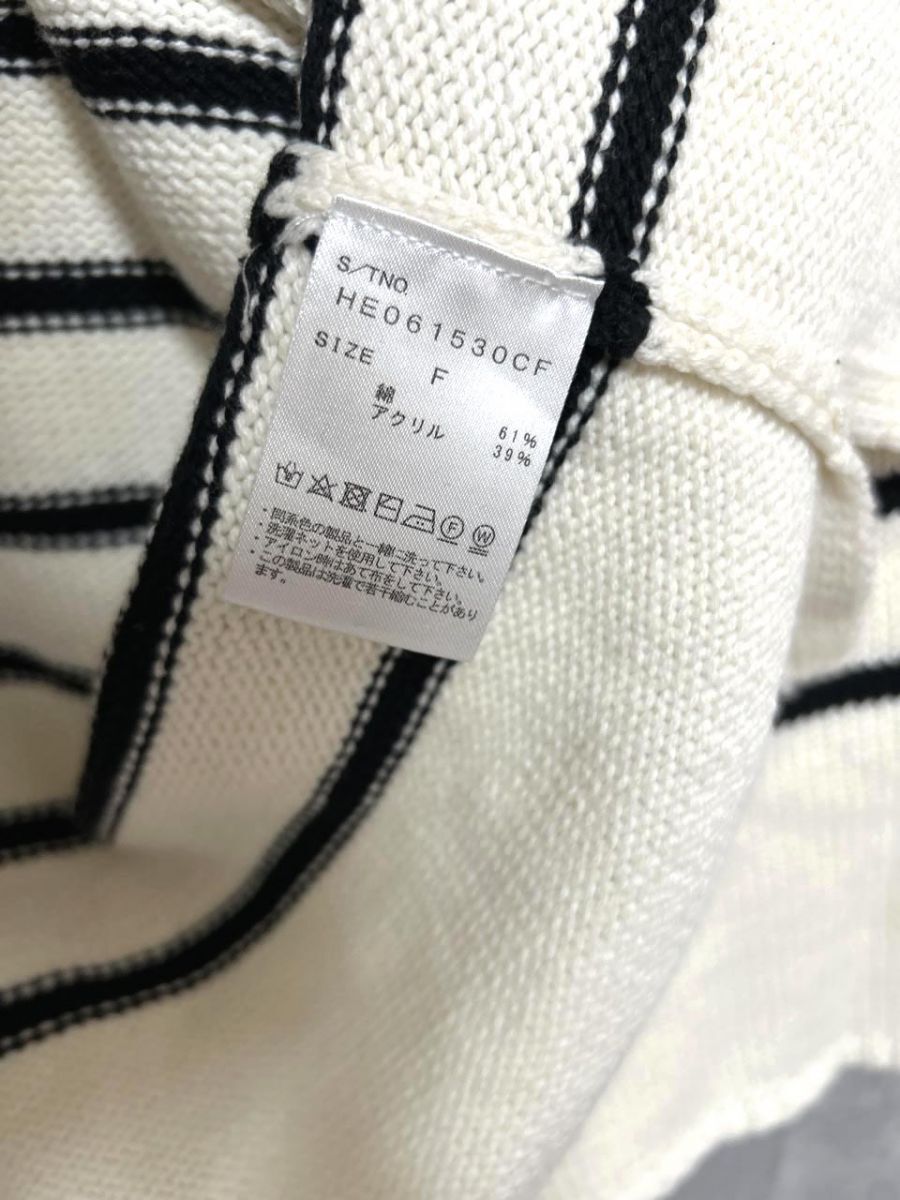 S/TNO
HE061530CF
SIZE F
綿 61%
アクリル 39%
F W
・同系色の製品と一緒に洗って下さい。
・洗濯ネットを使用して下さい。
・アイロン時はあて布をして下さい。
・この製品は洗濯で若干縮むことがあり
ます。